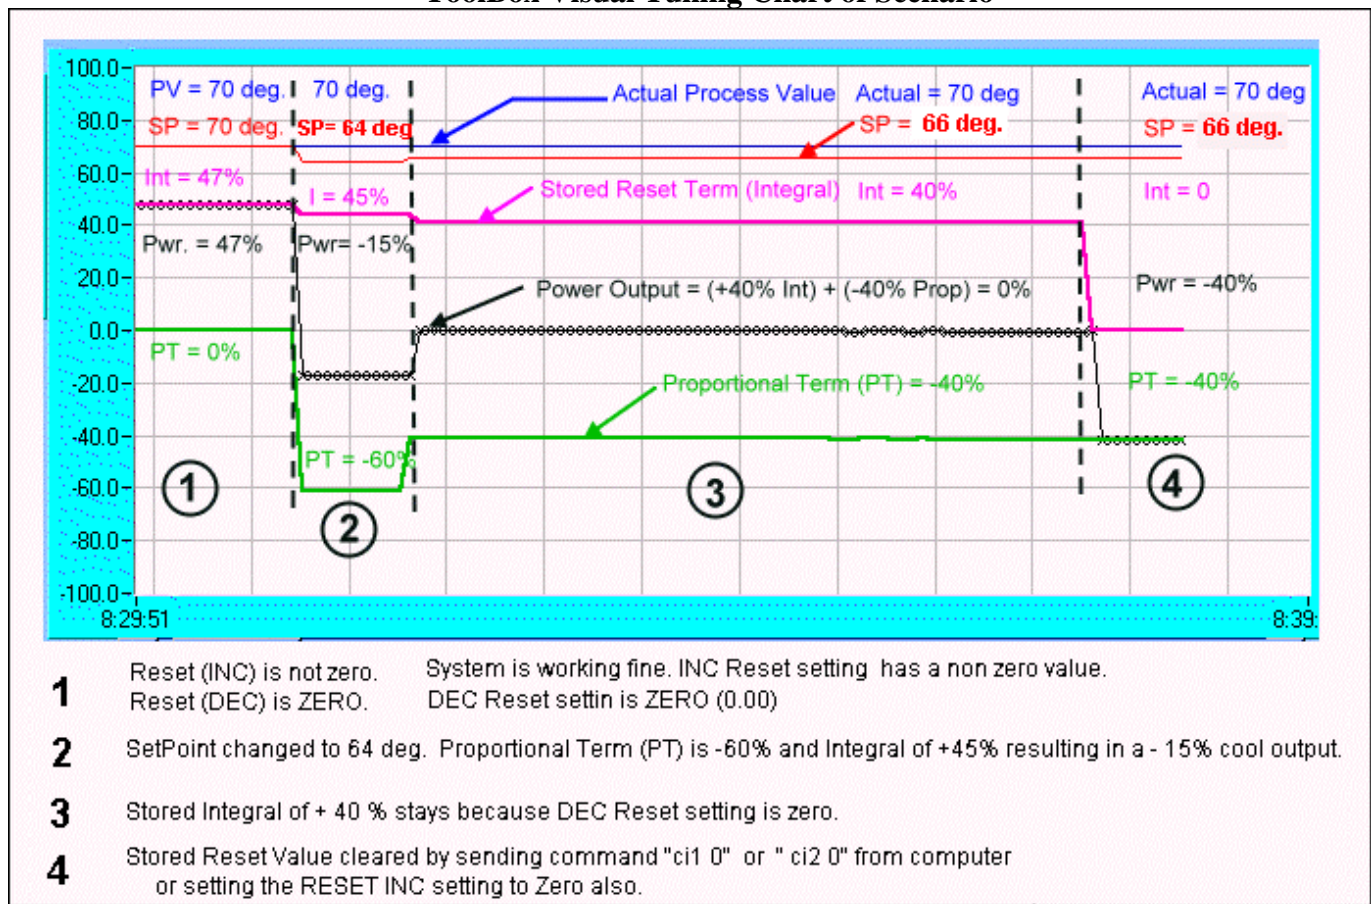 ToolBox Visual Tuning Chart of Scenario
100.0
80.0
60.0
40.0
20.0
0.0
-20.0
-40.0
-60.0
-80.0
-100.0
8:29:51
8:39:
PV = 70 deg.
70 deg.
Actual Process Value
Actual = 70 deg
Actual = 70 deg
SP = 70 deg.
SP= 64 deg
SP = 66 deg.
SP = 66 deg.
Int = 47%
I = 45%
Stored Reset Term (Integral)
Int = 40%
Int = 0
Pwr. = 47%
Pwr= -15%
Power Output = (+40% Int) + (-40% Prop) = 0%
Pwr = -40%
PT = 0%
Proportional Term (PT) = -40%
PT = -40%
PT = -60%
1
2
3
4
1
Reset (INC) is not zero.
Reset (DEC) is ZERO.
System is working fine. INC Reset setting has a non zero value.
DEC Reset settin is ZERO (0.00)
2
SetPoint changed to 64 deg. Proportional Term (PT) is -60% and Integral of +45% resulting in a - 15% cool output.
3
Stored Integral of + 40 % stays because DEC Reset setting is zero.
4
Stored Reset Value cleared by sending command "ci1 0" or " ci2 0" from computer
or setting the RESET INC setting to Zero also.